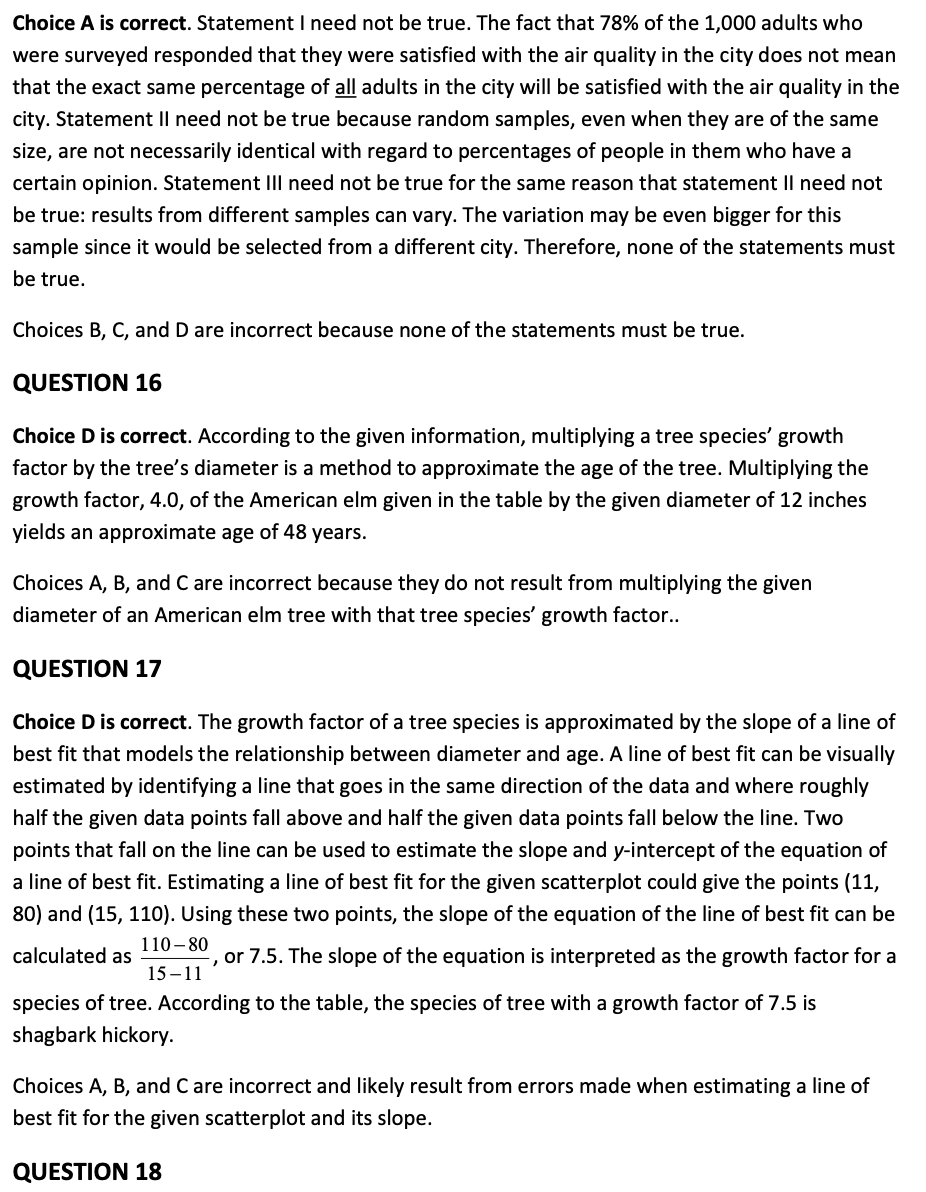 Choice A is correct. Statement I need not be true. The fact that 78% of the 1,000 adults who
were surveyed responded that they were satisfied with the air quality in the city does not mean
that the exact same percentage of all adults in the city will be satisfied with the air quality in the
city. Statement II need not be true because random samples, even when they are of the same
size, are not necessarily identical with regard to percentages of people in them who have a
certain opinion. Statement III need not be true for the same reason that statement II need not
be true: results from different samples can vary. The variation may be even bigger for this
sample since it would be selected from a different city. Therefore, none of the statements must
be true.
Choices B, C, and D are incorrect because none of the statements must be true.
QUESTION 16
Choice D is correct. According to the given information, multiplying a tree species’ growth
factor by the tree’s diameter is a method to approximate the age of the tree. Multiplying the
growth factor, 4.0, of the American elm given in the table by the given diameter of 12 inches
yields an approximate age of 48 years.
Choices A, B, and C are incorrect because they do not result from multiplying the given
diameter of an American elm tree with that tree species’ growth factor..
QUESTION 17
Choice D is correct. The growth factor of a tree species is approximated by the slope of a line of
best fit that models the relationship between diameter and age. A line of best fit can be visually
estimated by identifying a line that goes in the same direction of the data and where roughly
half the given data points fall above and half the given data points fall below the line. Two
points that fall on the line can be used to estimate the slope and y-intercept of the equation of
a line of best fit. Estimating a line of best fit for the given scatterplot could give the points (11,
80) and (15, 110). Using these two points, the slope of the equation of the line of best fit can be
calculated as 110−80 / 15−11, or 7.5. The slope of the equation is interpreted as the growth factor for a
species of tree. According to the table, the species of tree with a growth factor of 7.5 is
shagbark hickory.
Choices A, B, and C are incorrect and likely result from errors made when estimating a line of
best fit for the given scatterplot and its slope.
QUESTION 18